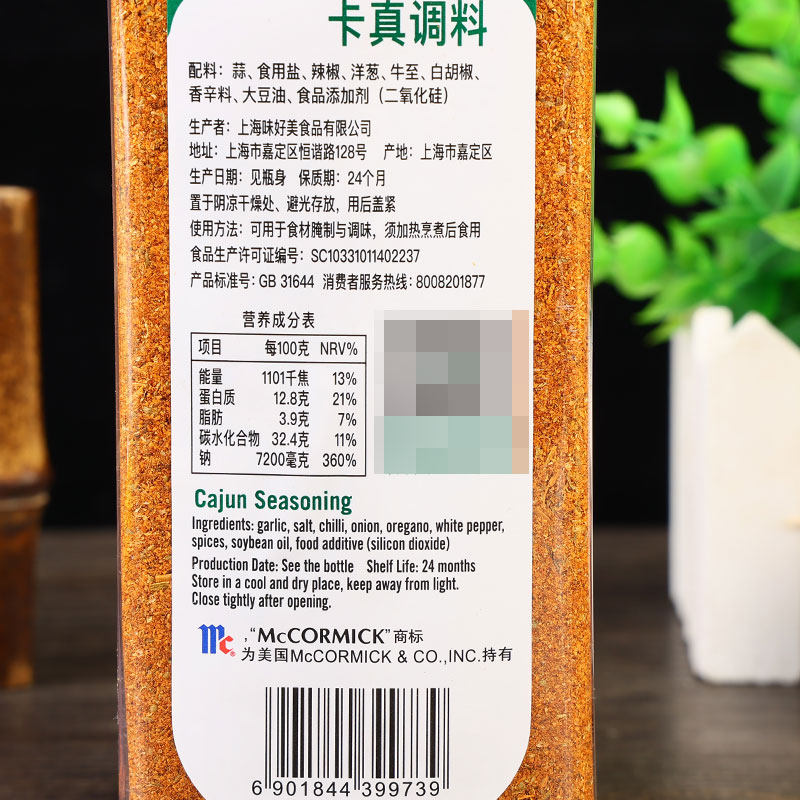 卡真调料
配料：蒜、食用盐、辣椒、洋葱、牛至、白胡椒、
香辛料、大豆油、食品添加剂（二氧化硅）
生产者：上海味好美食品有限公司
地址：上海市嘉定区恒谐路128号 产地：上海市嘉定区
生产日期：见瓶身 保质期：24个月
置于阴凉干燥处、避光存放，用后盖紧
使用方法：可用于食材腌制与调味，须加热烹煮后食用
食品生产许可证编号：SC10331011402237
产品标准号：GB 31644 消费者服务热线：8008201877
营养成分表
项目 每100克 NRV%
能量 1101千焦 13%
蛋白质 12.8克 21%
脂肪 3.9克 7%
碳水化合物 32.4克 11%
钠 7200毫克 360%
Cajun Seasoning
Ingredients: garlic, salt, chilli, onion, oregano, white pepper,
spices, soybean oil, food additive (silicon dioxide)
Production Date: See the bottle Shelf Life: 24 months
Store in a cool and dry place, keep away from light.
Close tightly after opening.
Mc® ,“McCORMICK”商标
为美国McCORMICK & CO.,INC.持有
6 901844 399739